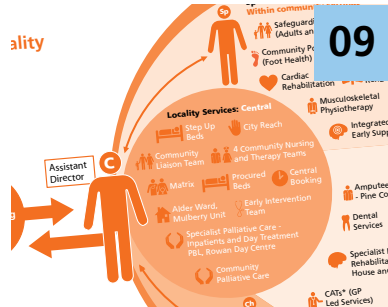 Sp
Within commun
ality
Safeguardi
(Adults an
09
Community Po
(Foot Health)
Cardiac
Rehabilitation
Musculoskeletal
Physiotherapy
Locality Services: Central
Step Up
Beds
City Reach
Integrated
Early Supp
C
Assistant
Director
Community
Liaison Team
4 Community Nursing
and Therapy Teams
Matrix
Procured
Beds
Central
Booking
Amputee
- Pine Co
Alder Ward,
Mulberry Unit
Early Intervention
Team
g
Dental
Services
Specialist Palliative Care -
Inpatients and Day Treatment
PBL, Rowan Day Centre
Specialist
Rehabilita
House an
Community
Palliative Care
CATs* (GP
Led Services)
ch